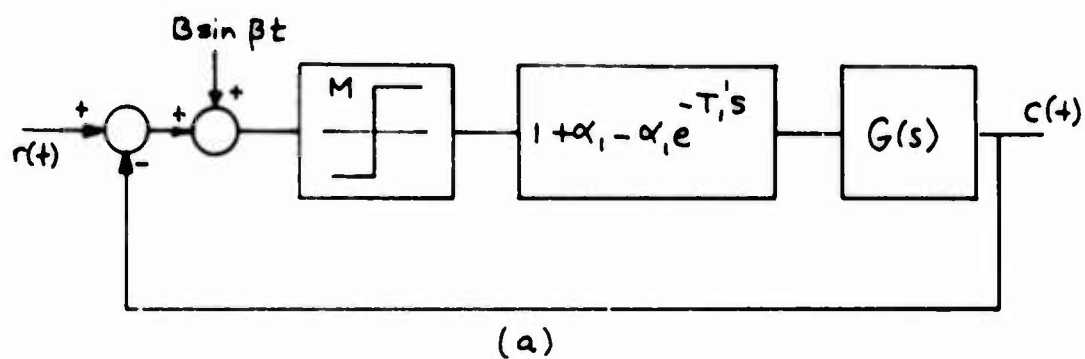 B sin βt
+
+
+
-
r(t)
M
1 + α₁ - α₁e^{-T₁'s}
G(s)
C(t)
(a)